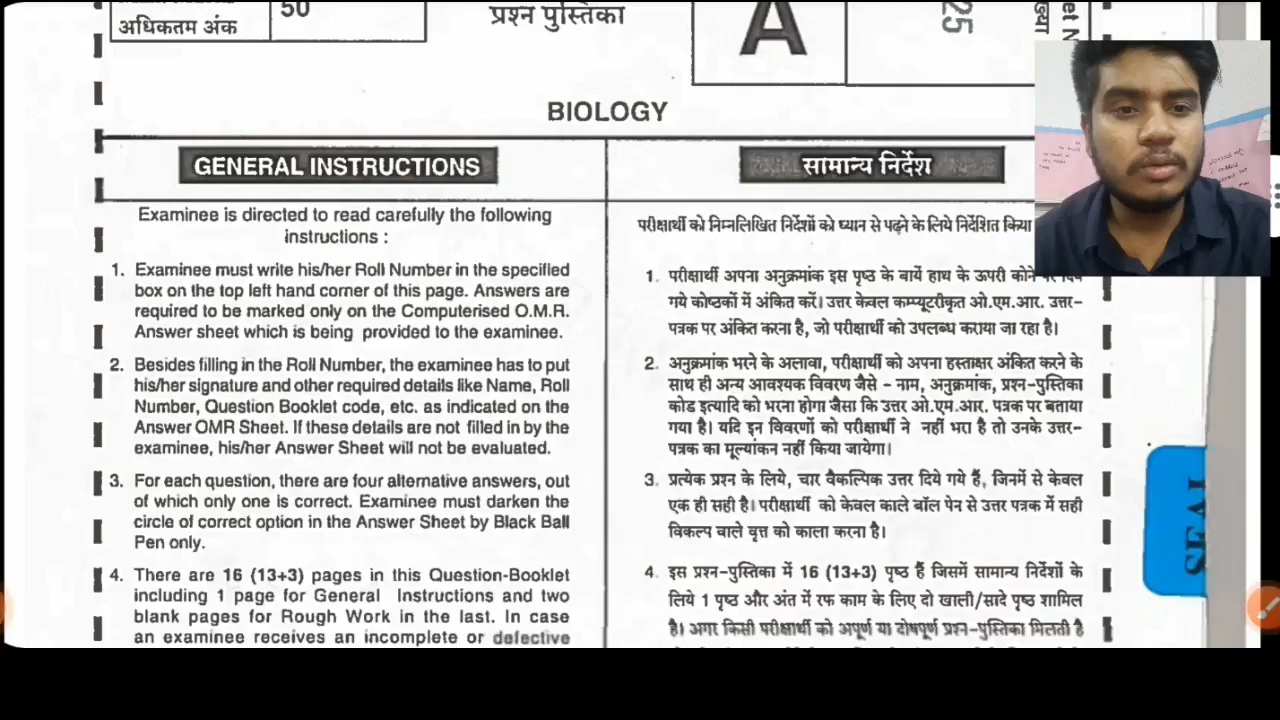 अधिकतम अंक
50
प्रश्न पुस्तिका
A
25
BIOLOGY
GENERAL INSTRUCTIONS
Examinee is directed to read carefully the following
instructions :
1. Examinee must write his/her Roll Number in the specified
box on the top left hand corner of this page. Answers are
required to be marked only on the Computerised O.M.R.
Answer sheet which is being provided to the examinee.
2. Besides filling in the Roll Number, the examinee has to put
his/her signature and other required details like Name, Roll
Number, Question Booklet code, etc. as indicated on the
Answer OMR Sheet. If these details are not filled in by the
examinee, his/her Answer Sheet will not be evaluated.
3. For each question, there are four alternative answers, out
of which only one is correct. Examinee must darken the
circle of correct option in the Answer Sheet by Black Ball
Pen only.
4. There are 16 (13+3) pages in this Question-Booklet
including 1 page for General Instructions and two
blank pages for Rough Work in the last. In case
an examinee receives an incomplete or defective
सामान्य निर्देश
परीक्षार्थी को निम्नलिखित निर्देशों को ध्यान से पढ़ने के लिये निर्देशित किया
1. परीक्षार्थी अपना अनुक्रमांक इस पृष्ठ के बायें हाथ के ऊपरी कोने पर दिये
गये कोष्ठकों में अंकित करें। उत्तर केवल कम्प्यूटरीकृत ओ.एम.आर. उत्तर-
पत्रक पर अंकित करना है, जो परीक्षार्थी को उपलब्ध कराया जा रहा है।
2. अनुक्रमांक भरने के अलावा, परीक्षार्थी को अपना हस्ताक्षर अंकित करने के
साथ ही अन्य आवश्यक विवरण जैसे - नाम, अनुक्रमांक, प्रश्न-पुस्तिका
कोड इत्यादि को भरना होगा जैसा कि उत्तर ओ.एम.आर. पत्रक पर बताया
गया है। यदि इन विवरणों को परीक्षार्थी ने नहीं भरा है तो उनके उत्तर-
पत्रक का मूल्यांकन नहीं किया जायेगा।
3. प्रत्येक प्रश्न के लिये, चार वैकल्पिक उत्तर दिये गये हैं, जिनमें से केवल
एक ही सही है। परीक्षार्थी को केवल काले बॉल पेन से उत्तर पत्रक में सही
विकल्प वाले वृत्त को काला करना है।
4. इस प्रश्न-पुस्तिका में 16 (13+3) पृष्ठ हैं जिसमें सामान्य निर्देशों के
लिये 1 पृष्ठ और अंत में रफ काम के लिए दो खाली/सादे पृष्ठ शामिल
है। अगर किसी परीक्षार्थी को अपूर्ण या दोषपूर्ण प्रश्न-पुस्तिका मिलती है
SEAL